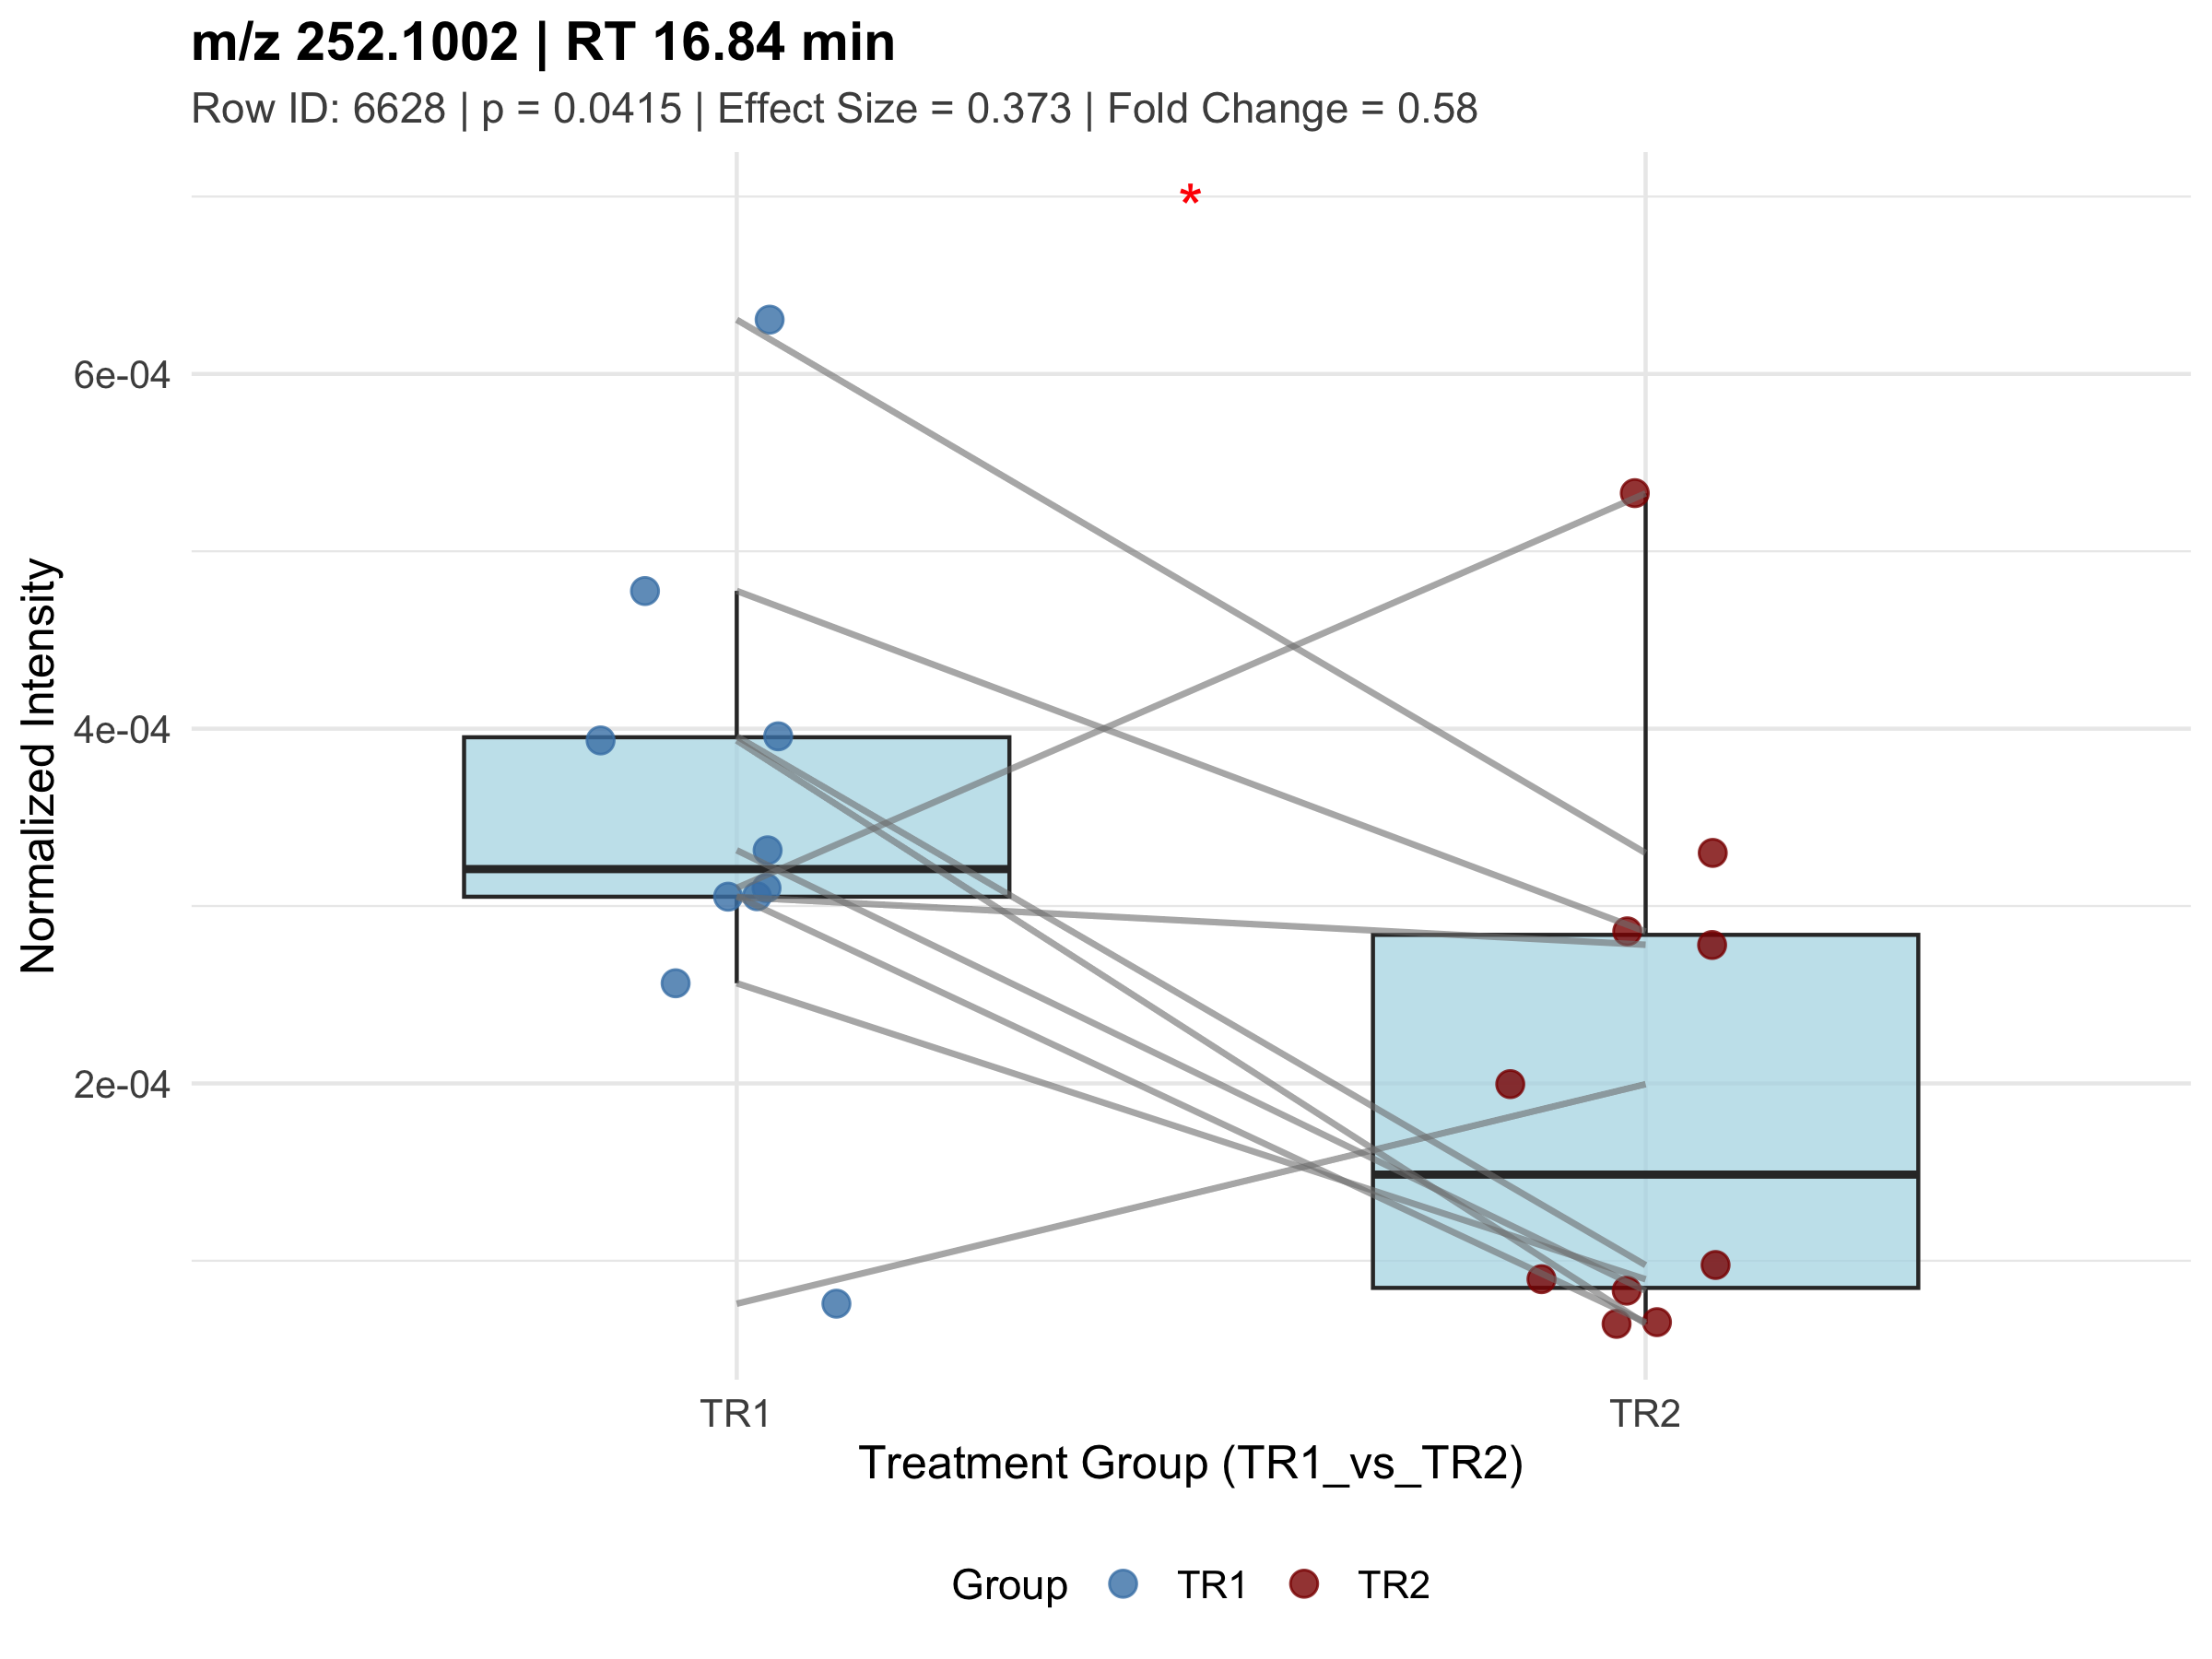 m/z 252.1002 | RT 16.84 min
Row ID: 6628 | p = 0.0415 | Effect Size = 0.373 | Fold Change = 0.58
*
6e-04
4e-04
2e-04
Normalized Intensity
TR1
TR2
Treatment Group (TR1_vs_TR2)
Group TR1 TR2